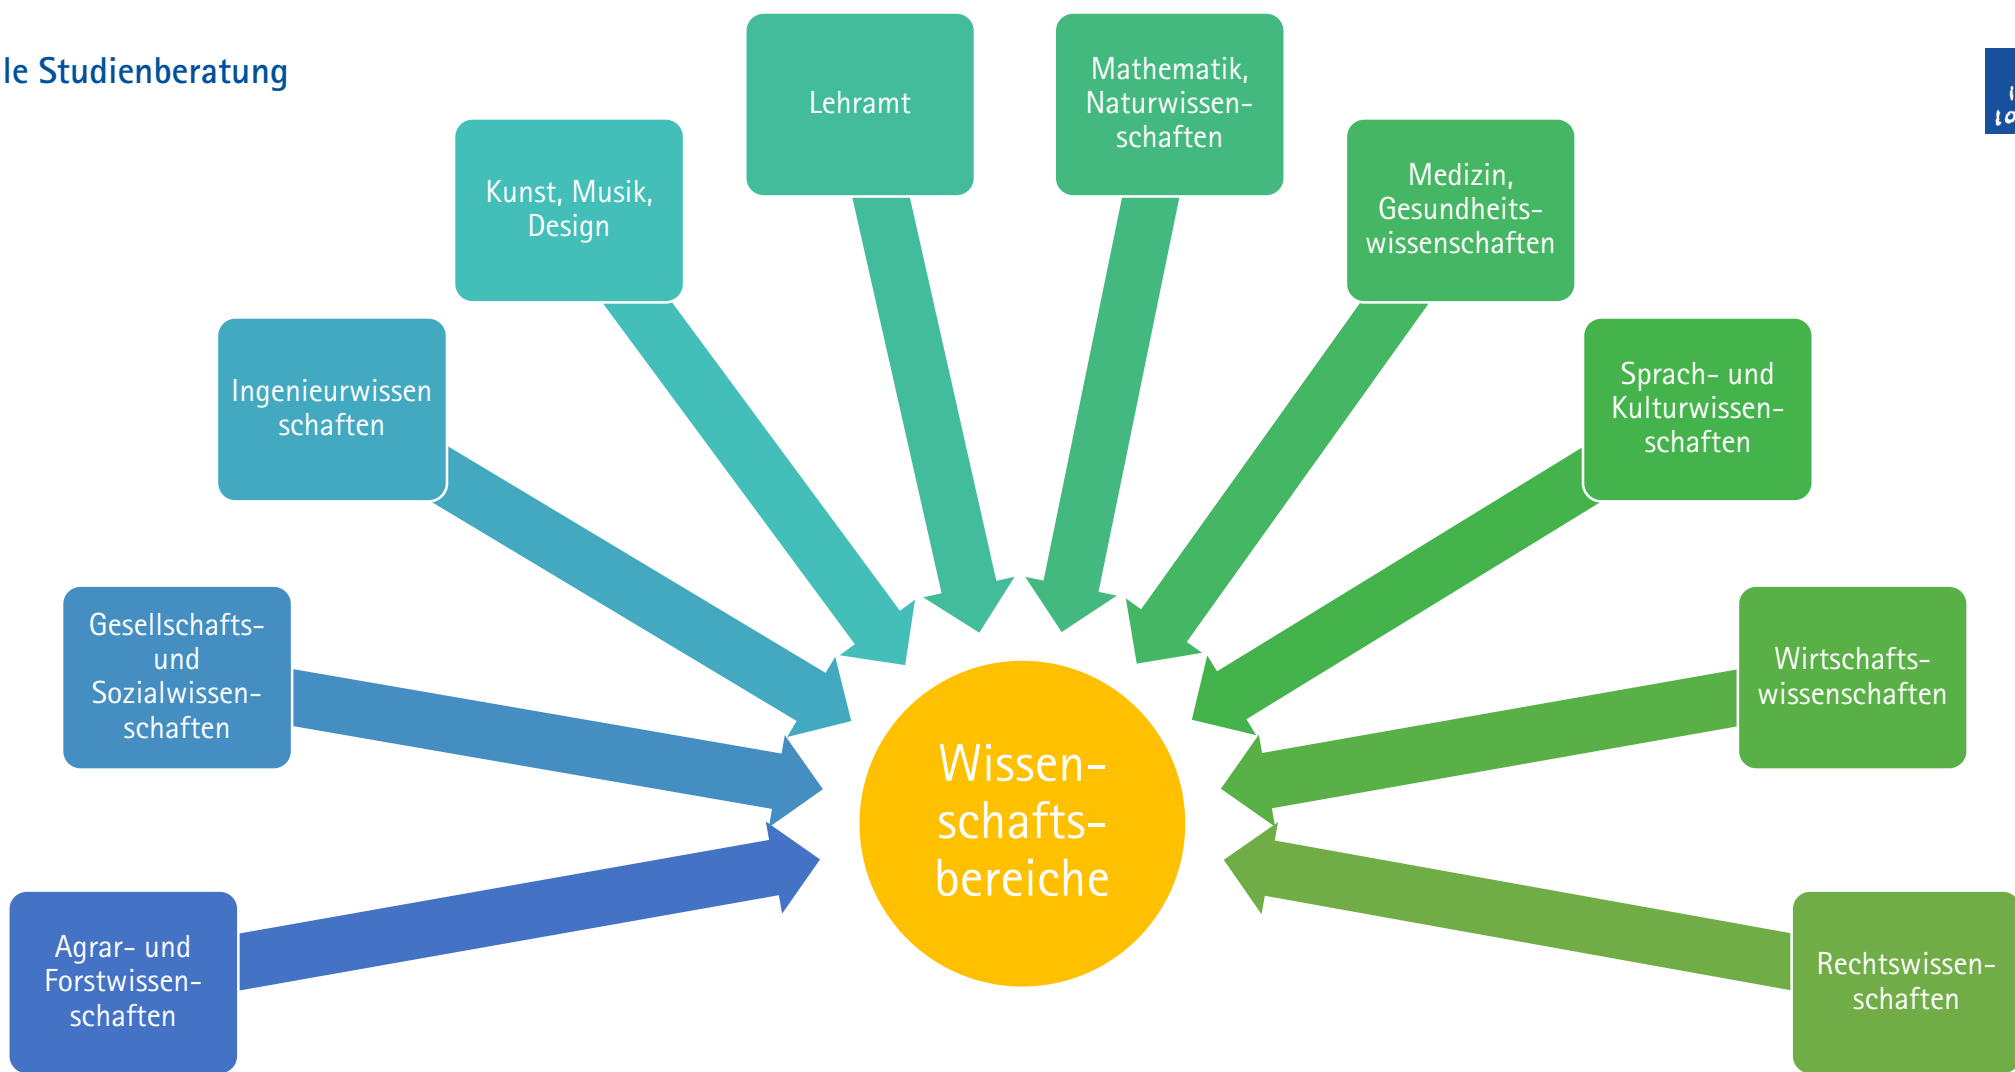 le Studienberatung
Lehramt
Mathematik,
Naturwissen-
schaften
Kunst, Musik,
Design
Medizin,
Gesundheits-
wissenschaften
Ingenieurwissen
schaften
Sprach- und
Kulturwissen-
schaften
Gesellschafts-
und
Sozialwissen-
schaften
Wirtschafts-
wissenschaften
Wissen-
schafts-
bereiche
Agrar- und
Forstwissen-
schaften
Rechtswissen-
schaften